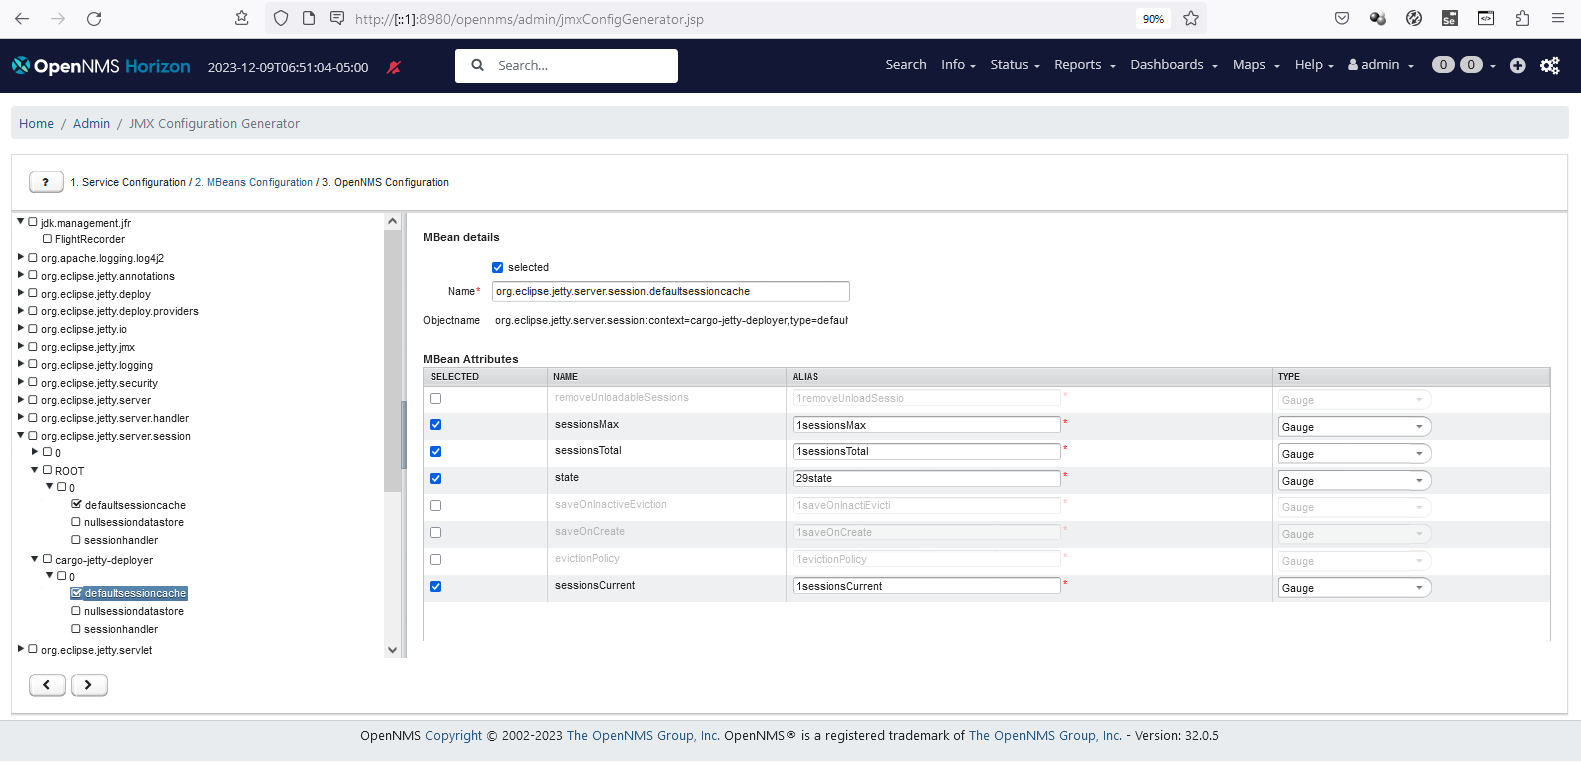 http://[::1]:8980/opennms/admin/jmxConfigGenerator.jsp
90%
OpenNMS Horizon
2023-12-09T06:51:04-05:00
Search...
Search Info Status Reports Dashboards Maps Help admin 0 0
Home / Admin / JMX Configuration Generator
? 1. Service Configuration / 2. MBeans Configuration / 3. OpenNMS Configuration
jdk.management.jfr
FlightRecorder
org.apache.logging.log4j2
org.eclipse.jetty.annotations
org.eclipse.jetty.deploy
org.eclipse.jetty.deploy.providers
org.eclipse.jetty.io
org.eclipse.jetty.jmx
org.eclipse.jetty.logging
org.eclipse.jetty.security
org.eclipse.jetty.server
org.eclipse.jetty.server.handler
org.eclipse.jetty.server.session
0
ROOT
0
defaultsessioncache
nullsessiondatastore
sessionhandler
cargo-jetty-deployer
0
defaultsessioncache
nullsessiondatastore
sessionhandler
org.eclipse.jetty.servlet
MBean details
selected
Name* org.eclipse.jetty.server.session.defaultsessioncache
Objectname org.eclipse.jetty.server.session:context=cargo-jetty-deployer,type=defaul
MBean Attributes
SELECTED NAME ALIAS TYPE
removeUnloadableSessions 1removeUnloadSessio * Gauge
sessionsMax 1sessionsMax * Gauge
sessionsTotal 1sessionsTotal * Gauge
state 29state * Gauge
saveOnInactiveEviction 1saveOnInactiEvicti * Gauge
saveOnCreate 1saveOnCreate * Gauge
evictionPolicy 1evictionPolicy * Gauge
sessionsCurrent 1sessionsCurrent * Gauge
OpenNMS Copyright © 2002-2023 The OpenNMS Group, Inc. OpenNMS® is a registered trademark of The OpenNMS Group, Inc. - Version: 32.0.5